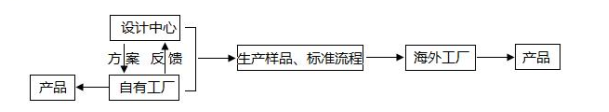 设计中心
方案 反馈
生产样品、标准流程
海外工厂
产品
产品
自有工厂